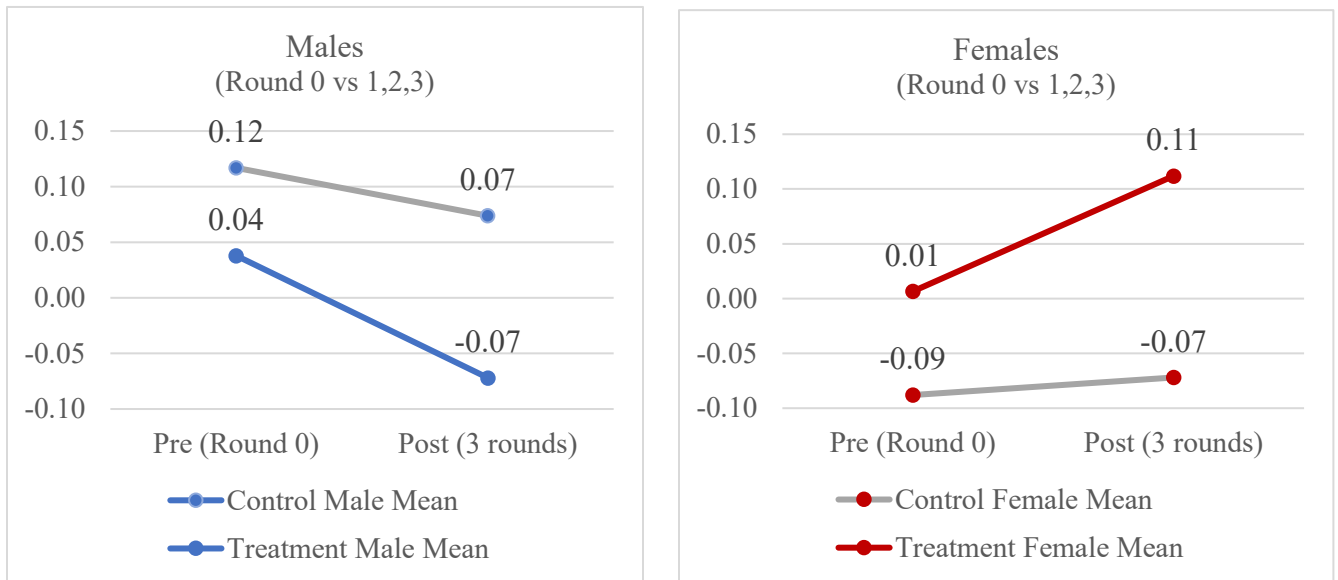 Males
(Round 0 vs 1,2,3)
0.15
0.10
0.05
0.00
-0.05
-0.10
0.12
0.07
0.04
-0.07
Pre (Round 0)
Post (3 rounds)
Control Male Mean
Treatment Male Mean
Females
(Round 0 vs 1,2,3)
0.15
0.10
0.05
0.00
-0.05
-0.10
0.11
0.01
-0.09
-0.07
Pre (Round 0)
Post (3 rounds)
Control Female Mean
Treatment Female Mean